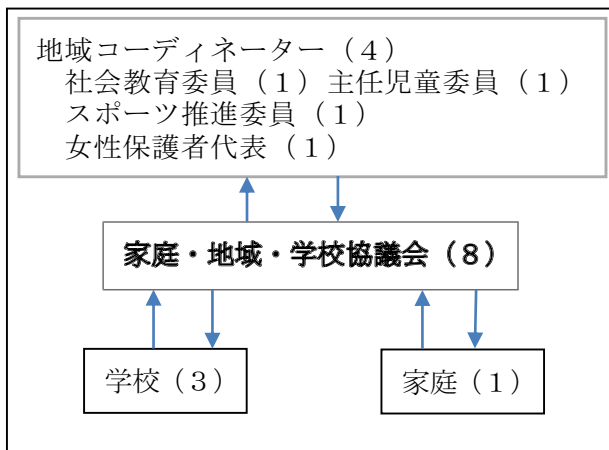 地域コーディネーター（４）
社会教育委員（１）主任児童委員（１）
スポーツ推進委員（１）
女性保護者代表（１）
家庭・地域・学校協議会（８）
学校（３）
家庭（１）